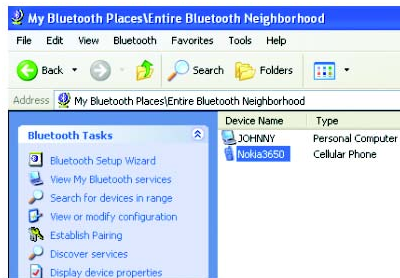 My Bluetooth Places\Entire Bluetooth Neighborhood
File Edit View Bluetooth Favorites Tools Help
Back Search Folders
Address My Bluetooth Places\Entire Bluetooth Neighborhood
Bluetooth Tasks
Bluetooth Setup Wizard
View My Bluetooth services
Search for devices in range
View or modify configuration
Establish Pairing
Discover services
Display device properties
Device Name Type
JOHNNY Personal Computer
Nokia3650 Cellular Phone